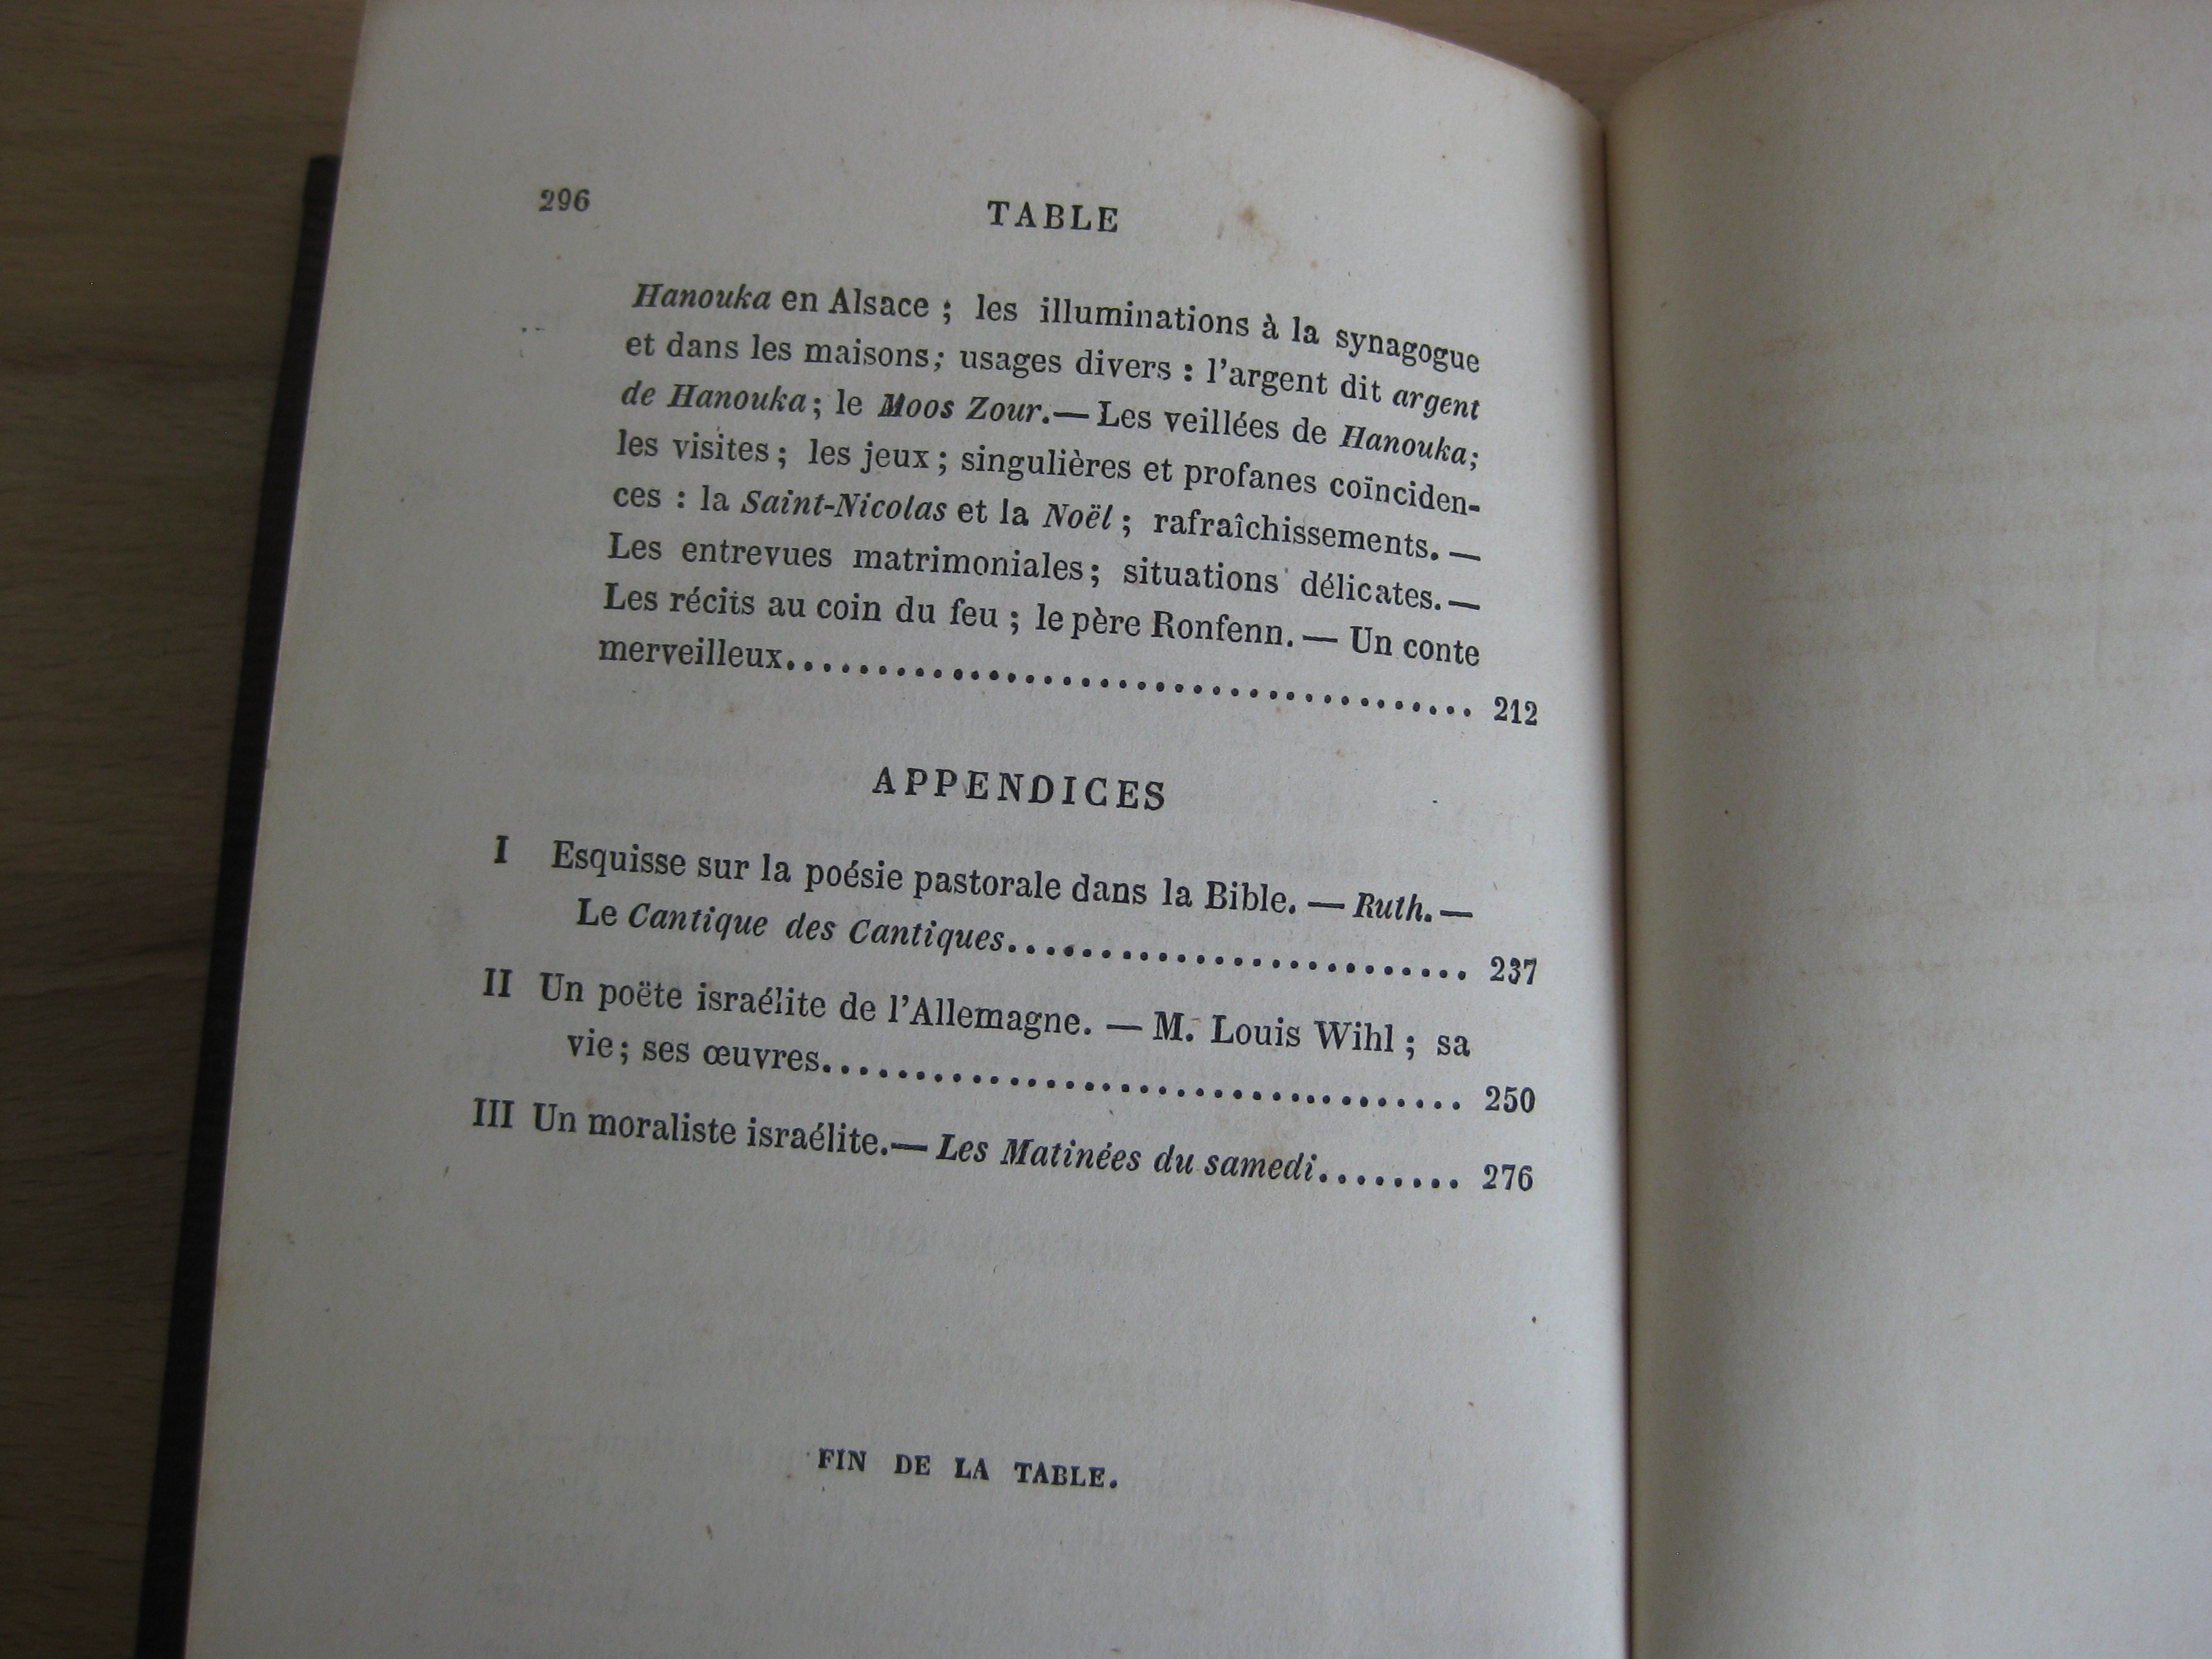 296
TABLE
Hanouka en Alsace ; les illuminations à la synagogue
et dans les maisons; usages divers : l'argent dit argent
de Hanouka; le Moos Zour.— Les veillées de Hanouka;
les visites ; les jeux ; singulières et profanes coïnciden-
ces : la Saint-Nicolas et la Noël ; rafraîchissements. —
Les entrevues matrimoniales; situations délicates. —
Les récits au coin du feu ; le père Ronfenn. — Un conte
merveilleux...................................... 212
APPENDICES
I Esquisse sur la poésie pastorale dans la Bible. — Ruth. —
Le Cantique des Cantiques......................... 237
II Un poëte israélite de l'Allemagne. — M. Louis Wihl ; sa
vie; ses œuvres................................... 250
III Un moraliste israélite.— Les Matinées du samedi........ 276
FIN DE LA TABLE.